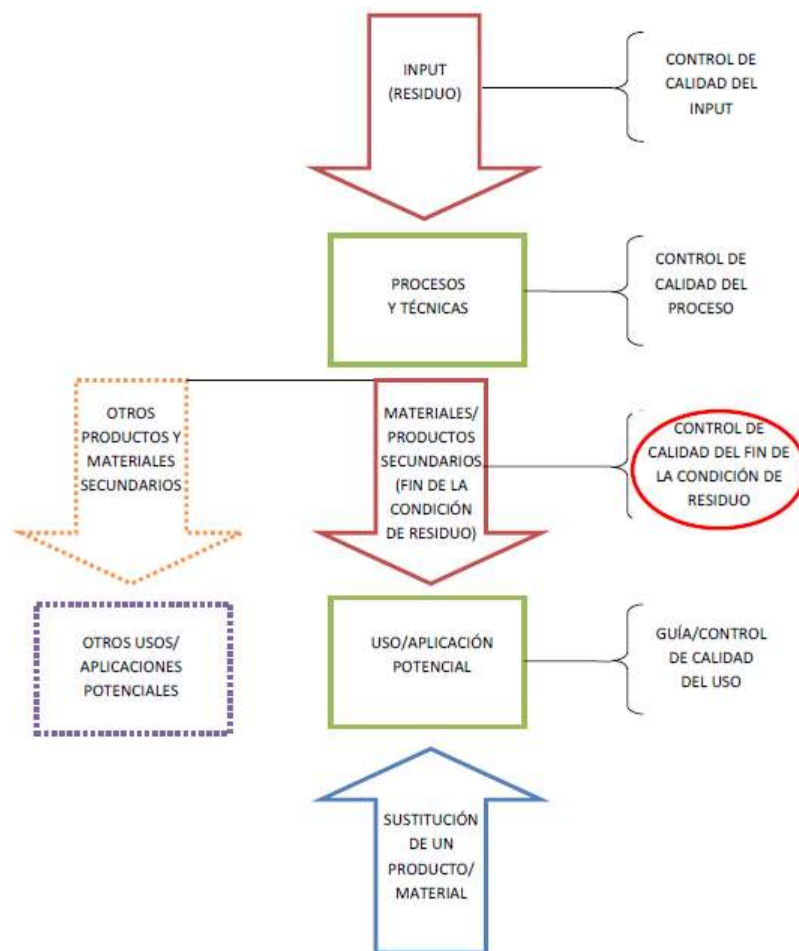 INPUT
(RESIDUO)
CONTROL DE
CALIDAD DEL
INPUT
PROCESOS
Y TÉCNICAS
CONTROL DE
CALIDAD DEL
PROCESO
OTROS
PRODUCTOS Y
MATERIALES
SECUNDARIOS
MATERIALES/
PRODUCTOS
SECUNDARIOS
(FIN DE LA
CONDICIÓN
DE RESIDUO)
CONTROL DE
CALIDAD DEL FIN DE
LA CONDICIÓN DE
RESIDUO
OTROS USOS/
APLICACIONES
POTENCIALES
USO/APLICACIÓN
POTENCIAL
GUÍA/CONTROL
DE CALIDAD
DEL USO
SUSTITUCIÓN
DE UN
PRODUCTO/
MATERIAL